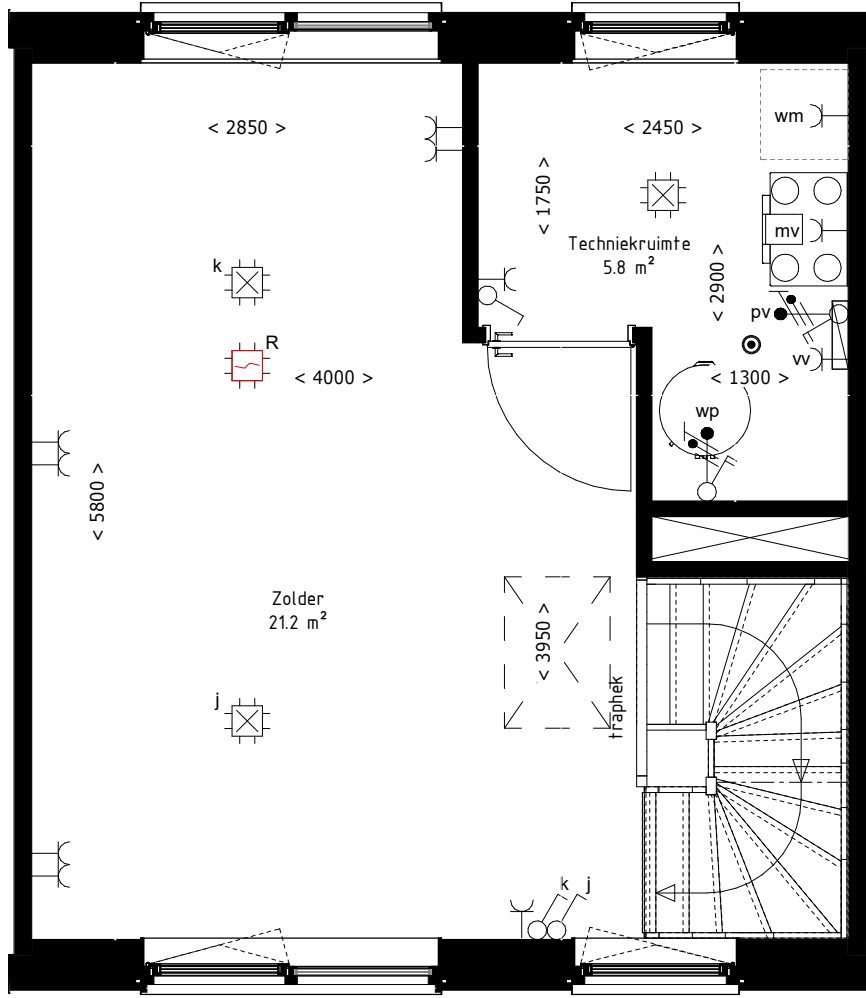 < 2850 >
< 2450 >
wm
< 1750 >
Techniekruimte
5.8 m²
mv
k
< 2900 >
pv
R
vv
< 4000 >
< 1300 >
wp
< 5800 >
Zolder
21.2 m²
< 3950 >
traphek
j
k
j